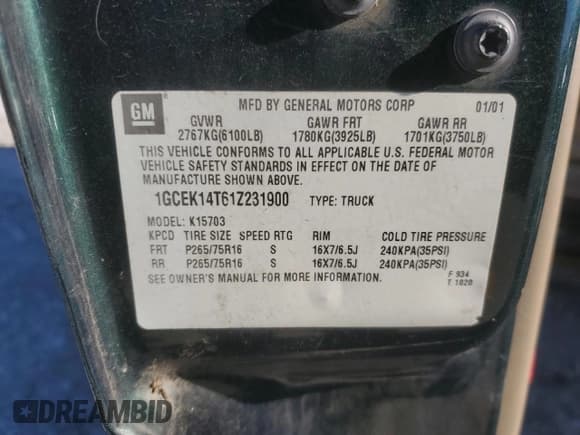 GM
MFD BY GENERAL MOTORS CORP 01/01
GVWR GAWR FRT GAWR RR
2767KG(6100LB) 1780KG(3925LB) 1701KG(3750LB)
THIS VEHICLE CONFORMS TO ALL APPLICABLE U.S. FEDERAL MOTOR
VEHICLE SAFETY STANDARDS IN EFFECT ON THE DATE OF
MANUFACTURE SHOWN ABOVE.
1GCEK14T61Z231900 TYPE: TRUCK
MODEL: K15703
KPCD TIRE SIZE SPEED RTG RIM COLD TIRE PRESSURE
FRT P265/75R16 S 16X7/6.5J 240KPA(35PSI)
RR P265/75R16 S 16X7/6.5J 240KPA(35PSI)
SEE OWNER'S MANUAL FOR MORE INFORMATION.
F 934
T 1020
DREAMBID